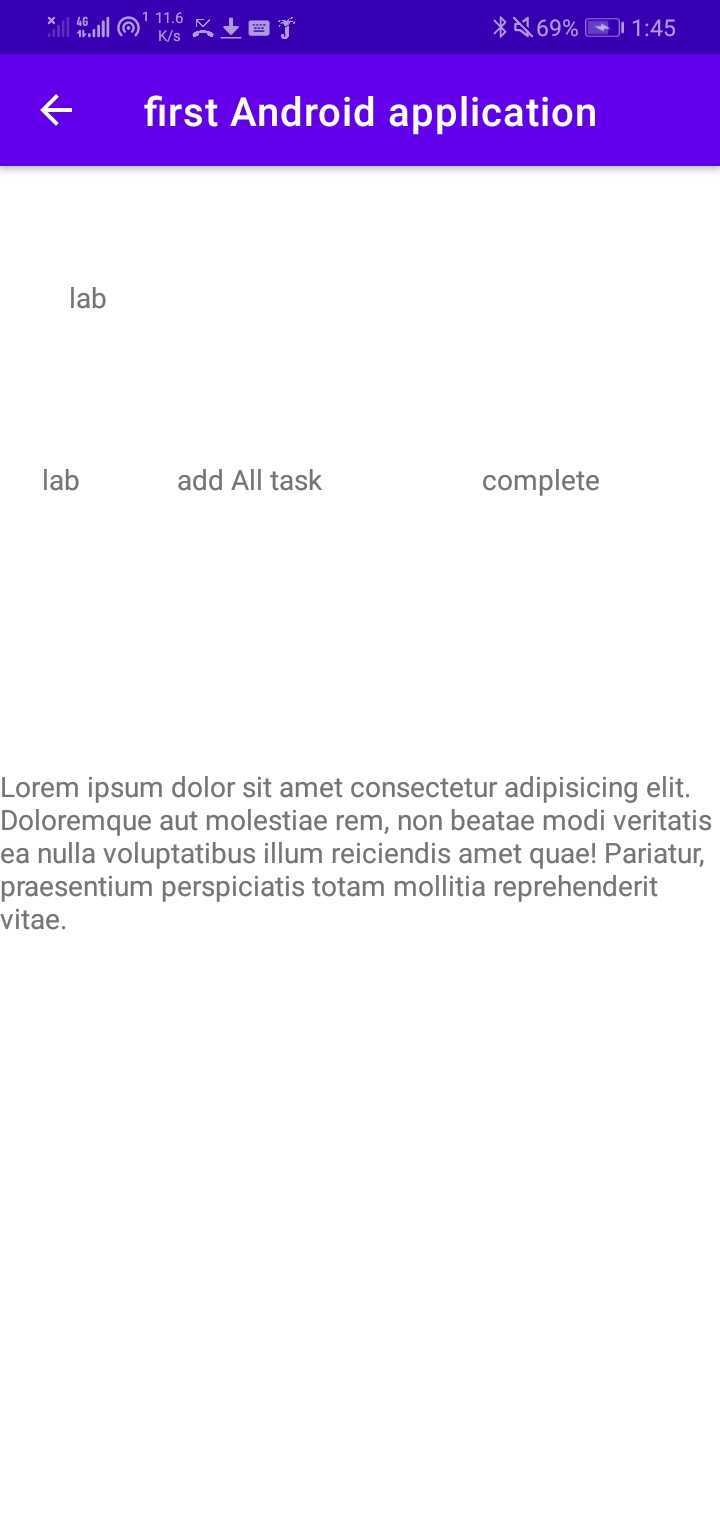 4G 1 11.6 K/s 69% 1:45
first Android application
lab
lab add All task complete
Lorem ipsum dolor sit amet consectetur adipisicing elit.
Doloremque aut molestiae rem, non beatae modi veritatis
ea nulla voluptatibus illum reiciendis amet quae! Pariatur,
praesentium perspiciatis totam mollitia reprehenderit
vitae.